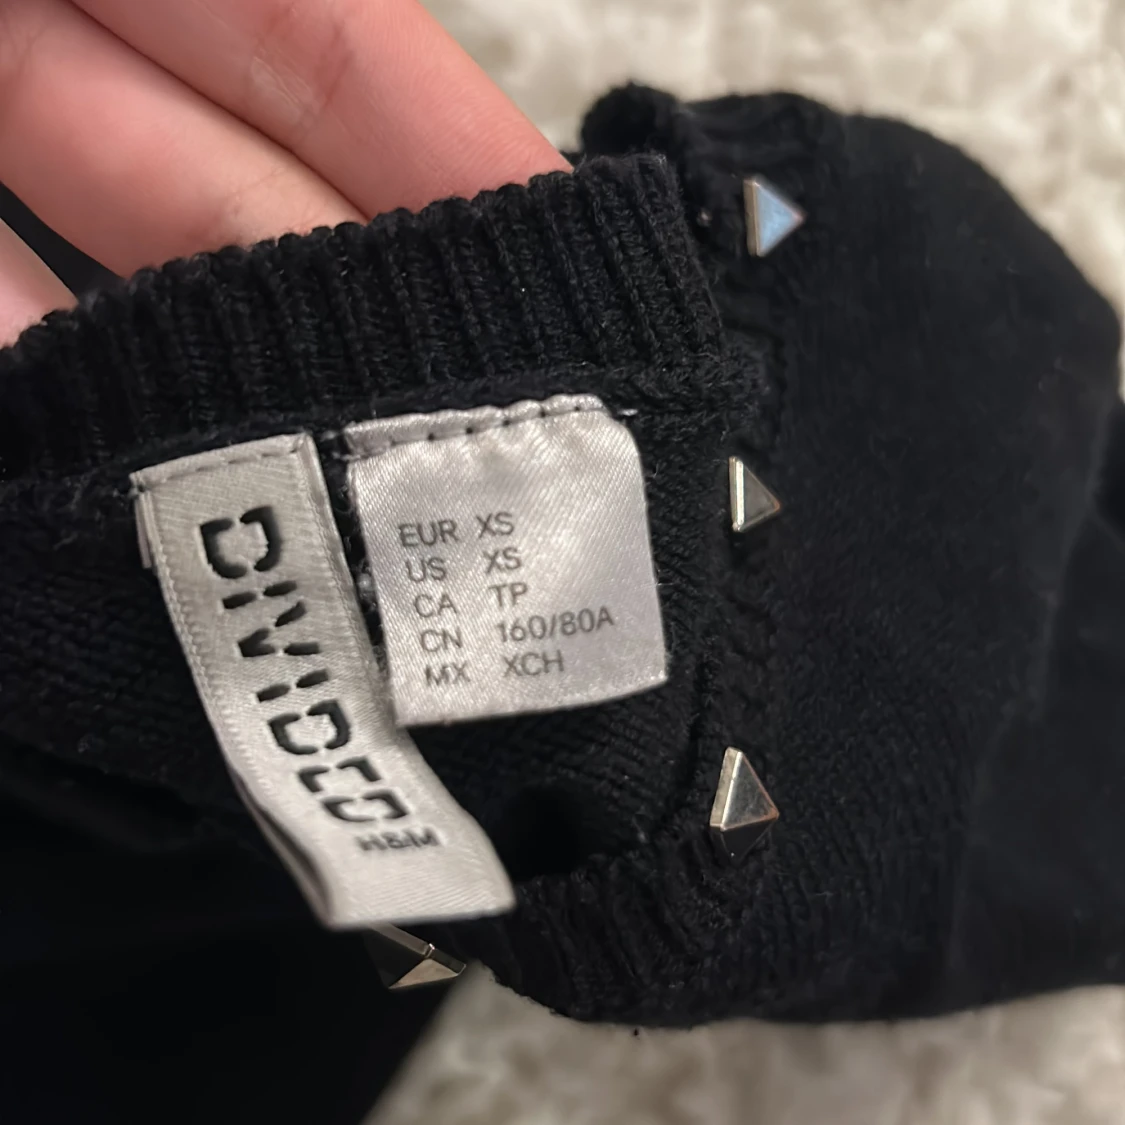 DIVIDED
H&M
EUR XS
US XS
CA TP
CN 160/80A
MX XCH